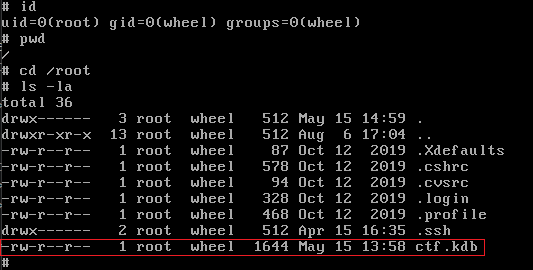 # id
uid=0(root) gid=0(wheel) groups=0(wheel)
# pwd
/
# cd /root
# ls -la
total 36
drwx------   3 root  wheel   512 May 15 14:59 .
drwxr-xr-x  13 root  wheel   512 Aug  6 17:04 ..
-rw-r--r--   1 root  wheel    87 Oct 12  2019 .Xdefaults
-rw-r--r--   1 root  wheel   578 Oct 12  2019 .cshrc
-rw-r--r--   1 root  wheel    94 Oct 12  2019 .cvsrc
-rw-r--r--   1 root  wheel   328 Oct 12  2019 .login
-rw-r--r--   1 root  wheel   468 Oct 12  2019 .profile
drwx------   2 root  wheel   512 Apr 15 16:35 .ssh
-rw-r--r--   1 root  wheel  1644 May 15 13:58 ctf.kdb
#